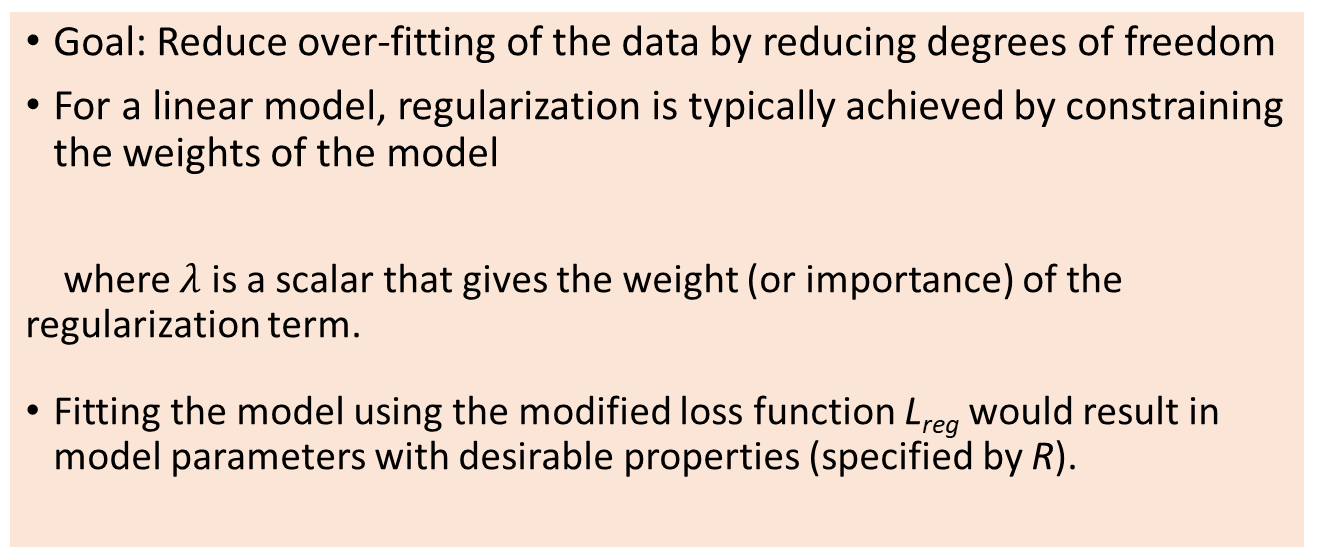 • Goal: Reduce over-fitting of the data by reducing degrees of freedom
• For a linear model, regularization is typically achieved by constraining
the weights of the model
where λ is a scalar that gives the weight (or importance) of the
regularization term.
• Fitting the model using the modified loss function L_reg would result in
model parameters with desirable properties (specified by R).